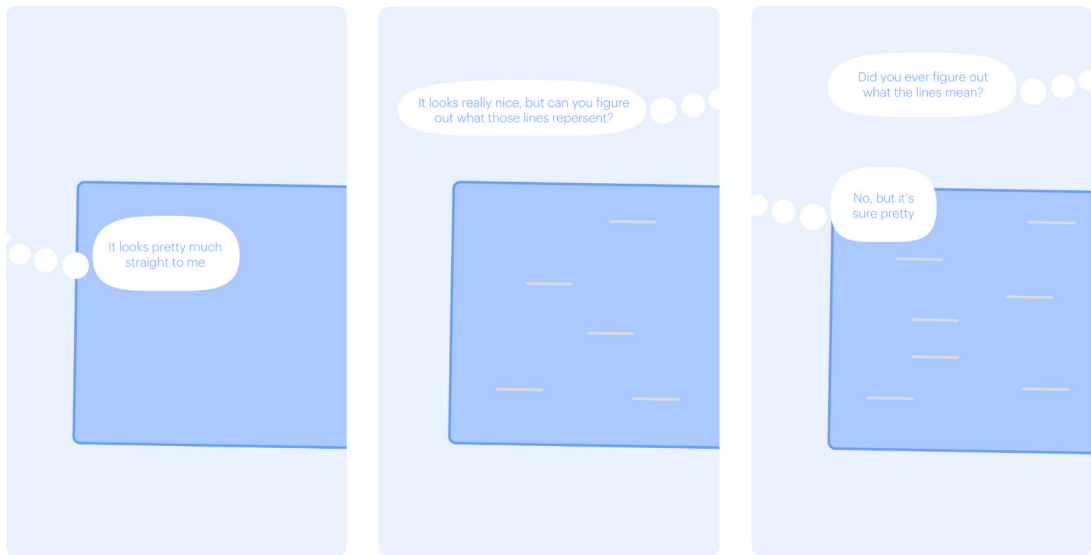 It looks pretty much
straight to me
It looks really nice, but can you figure
out what those lines repersent?
Did you ever figure out
what the lines mean?
No, but it's
sure pretty